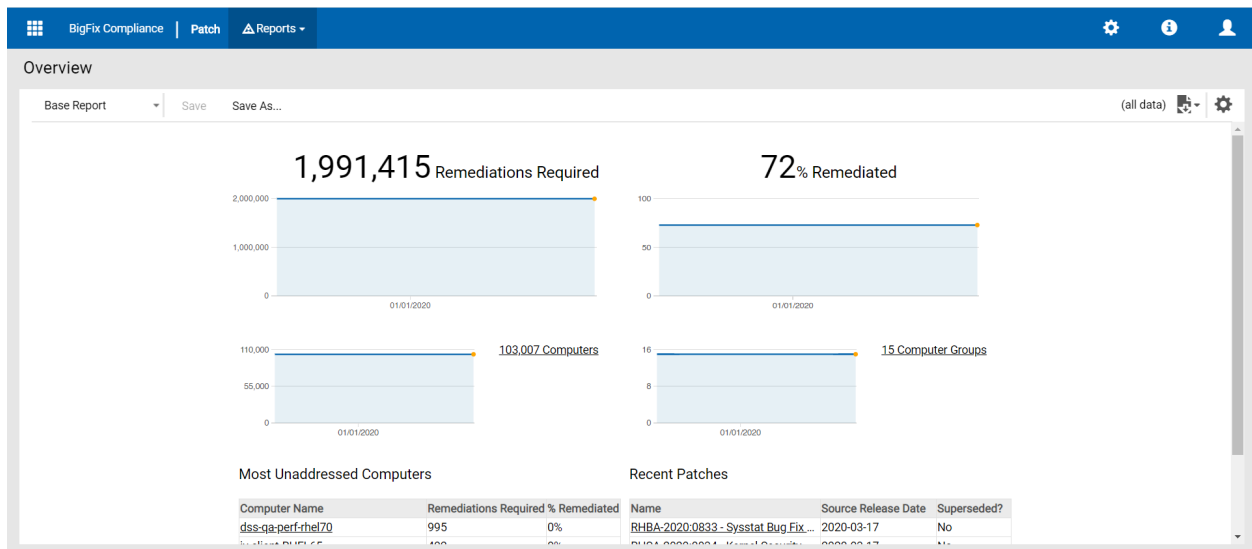 BigFix Compliance | Patch Reports
Overview
Base Report Save Save As... (all data)
1,991,415 Remediations Required
72% Remediated
2,000,000
1,000,000
0
01/01/2020
100
50
0
01/01/2020
110,000
55,000
0
01/01/2020
103,007 Computers
16
8
0
01/01/2020
15 Computer Groups
Most Unaddressed Computers
Computer Name Remediations Required % Remediated
dss-qa-perf-rhel70 995 0%
Recent Patches
Name Source Release Date Superseded?
RHBA-2020:0833 - Sysstat Bug Fix ... 2020-03-17 No